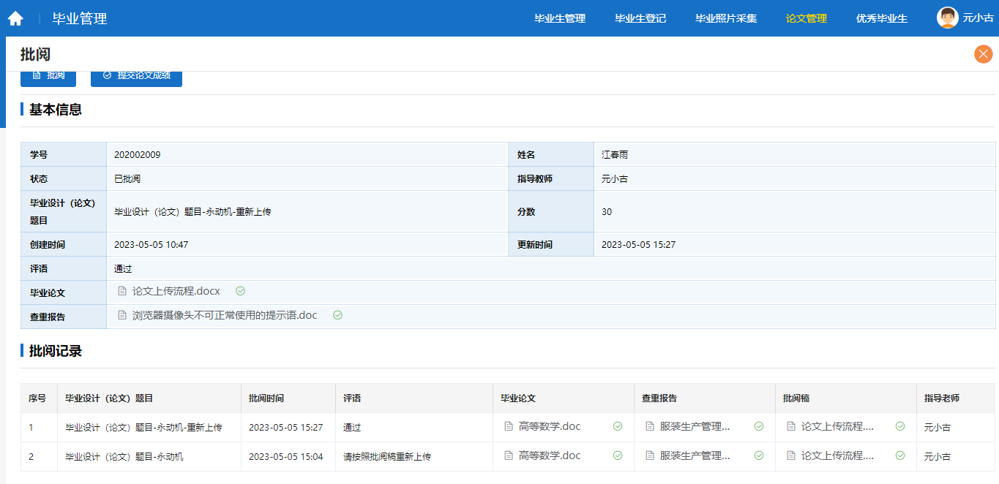 毕业管理 毕业生管理 毕业生登记 毕业照片采集 论文管理 优秀毕业生 元小古
批阅
批阅 提交论文成绩
基本信息
学号 202002009 姓名 江春雨
状态 已批阅 指导教师 元小古
毕业设计（论文）
题目 毕业设计（论文）题目-永动机-重新上传 分数 30
创建时间 2023-05-05 10:47 更新时间 2023-05-05 15:27
评语 通过
毕业论文 论文上传流程.docx
查重报告 浏览器摄像头不可正常使用的提示语.doc
批阅记录
序号 毕业设计（论文）题目 批阅时间 评语 毕业论文 查重报告 批阅稿 指导老师
1 毕业设计（论文）题目-永动机-重新上传 2023-05-05 15:27 通过 高等数学.doc 服装生产管理... 论文上传流程.... 元小古
2 毕业设计（论文）题目-永动机 2023-05-05 15:04 请按照批阅稿重新上传 高等数学.doc 服装生产管理... 论文上传流程.... 元小古